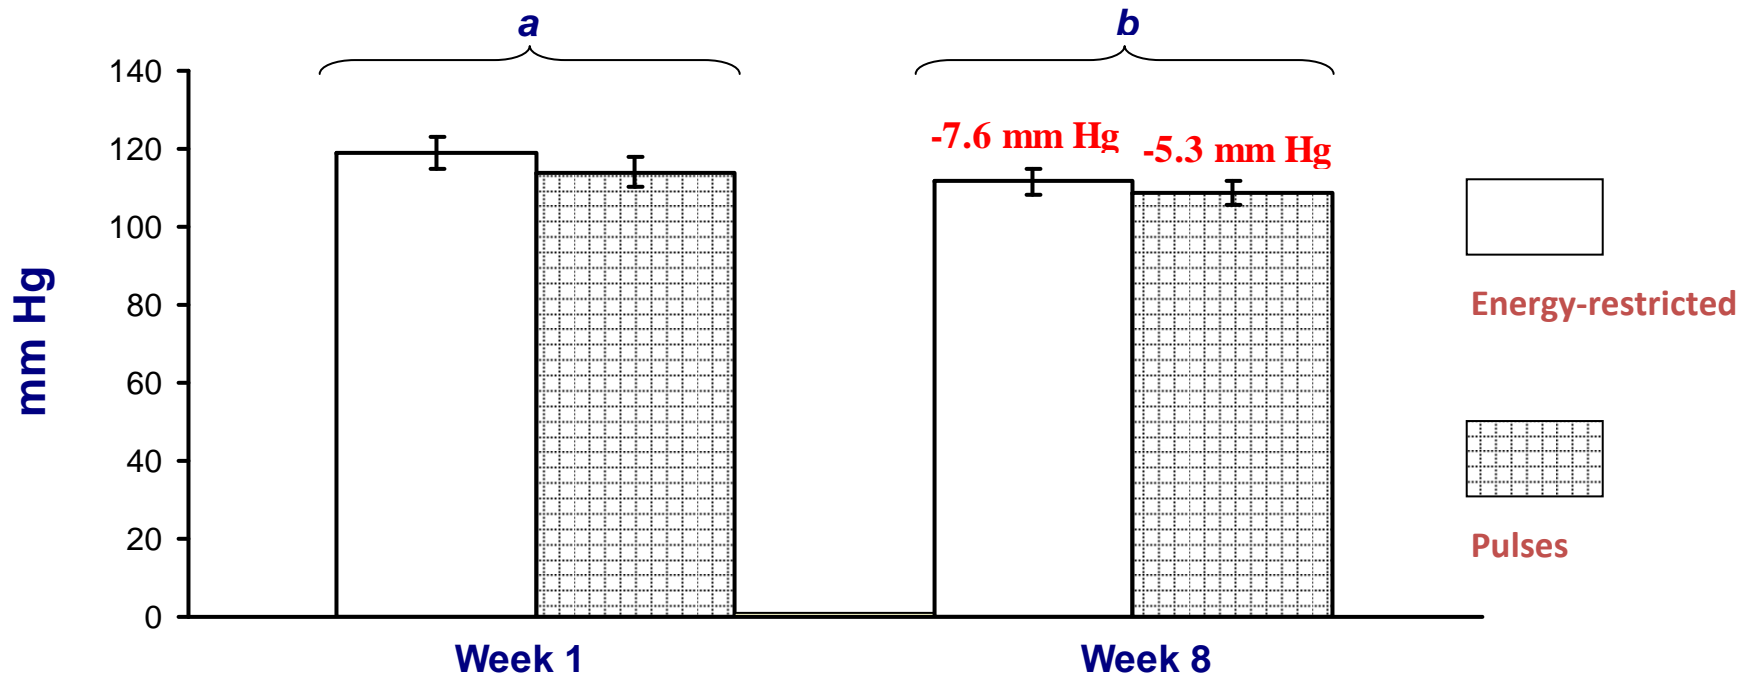 a
b
140
120
100
80
60
40
20
0
mm Hg
-7.6 mm Hg
-5.3 mm Hg
Energy-restricted
Pulses
Week 1
Week 8